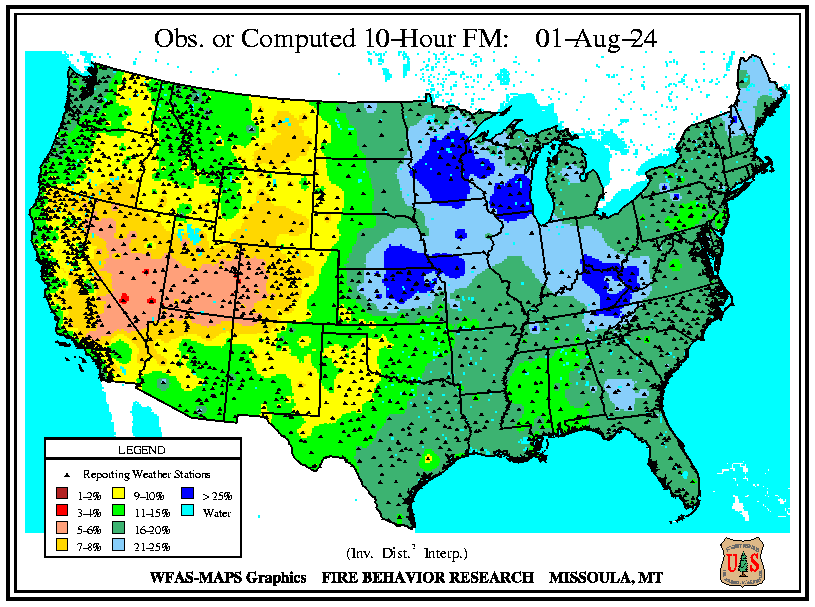 Obs. or Computed 10-Hour FM: 01-Aug-24
LEGEND
Reporting Weather Stations
1-2% 9-10% > 25%
3-4% 11-15% Water
5-6% 16-20%
7-8% 21-25%
(Inv. Dist.² Interp.)
WFAS-MAPS Graphics FIRE BEHAVIOR RESEARCH MISSOULA, MT
U S